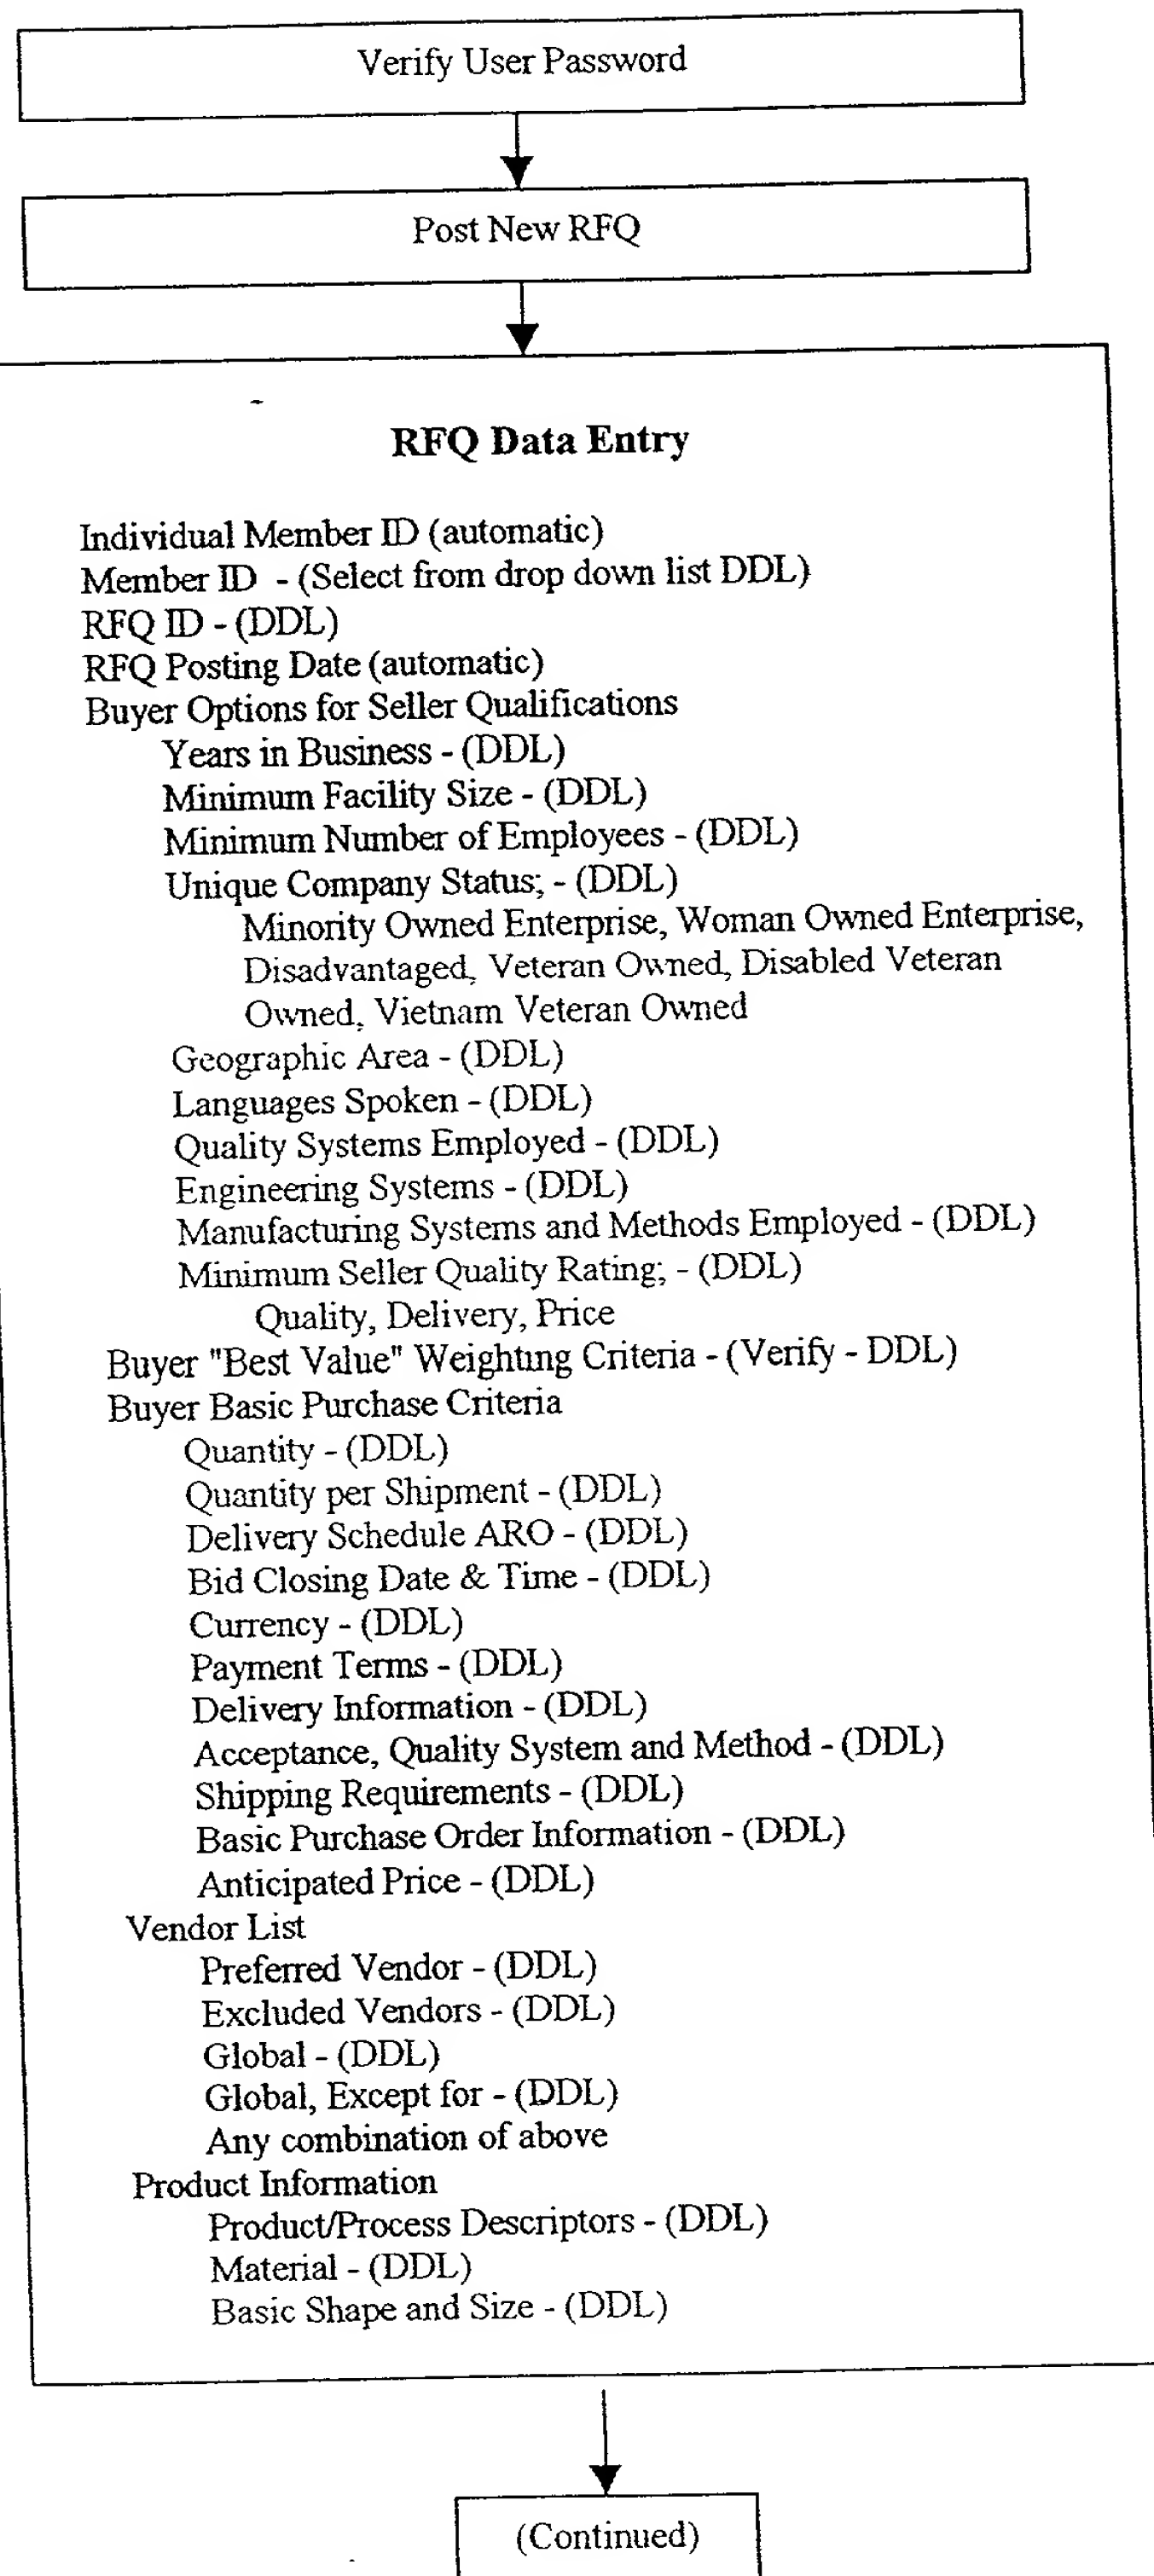 Verify User Password
Post New RFQ
RFQ Data Entry
Individual Member ID (automatic)
Member ID - (Select from drop down list DDL)
RFQ ID - (DDL)
RFQ Posting Date (automatic)
Buyer Options for Seller Qualifications
Years in Business - (DDL)
Minimum Facility Size - (DDL)
Minimum Number of Employees - (DDL)
Unique Company Status; - (DDL)
Minority Owned Enterprise, Woman Owned Enterprise,
Disadvantaged, Veteran Owned, Disabled Veteran
Owned, Vietnam Veteran Owned
Geographic Area - (DDL)
Languages Spoken - (DDL)
Quality Systems Employed - (DDL)
Engineering Systems - (DDL)
Manufacturing Systems and Methods Employed - (DDL)
Minimum Seller Quality Rating; - (DDL)
Quality, Delivery, Price
Buyer "Best Value" Weighting Criteria - (Verify - DDL)
Buyer Basic Purchase Criteria
Quantity - (DDL)
Quantity per Shipment - (DDL)
Delivery Schedule ARO - (DDL)
Bid Closing Date & Time - (DDL)
Currency - (DDL)
Payment Terms - (DDL)
Delivery Information - (DDL)
Acceptance, Quality System and Method - (DDL)
Shipping Requirements - (DDL)
Basic Purchase Order Information - (DDL)
Anticipated Price - (DDL)
Vendor List
Preferred Vendor - (DDL)
Excluded Vendors - (DDL)
Global - (DDL)
Global, Except for - (DDL)
Any combination of above
Product Information
Product/Process Descriptors - (DDL)
Material - (DDL)
Basic Shape and Size - (DDL)
(Continued)